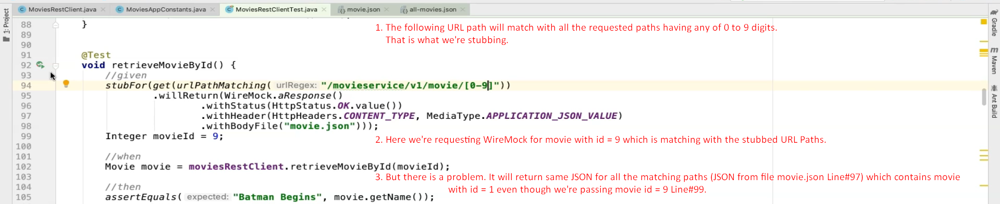 MoviesRestClient.java
MoviesAppConstants.java
MoviesRestClientTest.java
movie.json
all-movies.json
1: Project
Gradle
Maven
Ant Build
88 }
1. The following URL path will match with all the requested paths having any of 0 to 9 digits.
That is what we're stubbing.
89
90
91 @Test
92 void retrieveMovieById() {
93 //given
94 stubFor(get(urlPathMatching( urlRegex: "/movieservice/v1/movie/[0-9]"))
95 .willReturn(WireMock.aResponse()
96 .withStatus(HttpStatus.OK.value())
97 .withHeader(HttpHeaders.CONTENT_TYPE, MediaType.APPLICATION_JSON_VALUE)
98 .withBodyFile("movie.json")));
99 Integer movieId = 9;
2. Here we're requesting WireMock for movie with id = 9 which is matching with the stubbed URL Paths.
100
101 //when
102 Movie movie = moviesRestClient.retrieveMovieById(movieId);
103
3. But there is a problem. It will return same JSON for all the matching paths (JSON from file movie.json Line#97) which contains movie
with id = 1 even though we're passing movie id = 9 Line#99.
104 //then
105 assertEquals( expected: "Batman Begins", movie.getName());